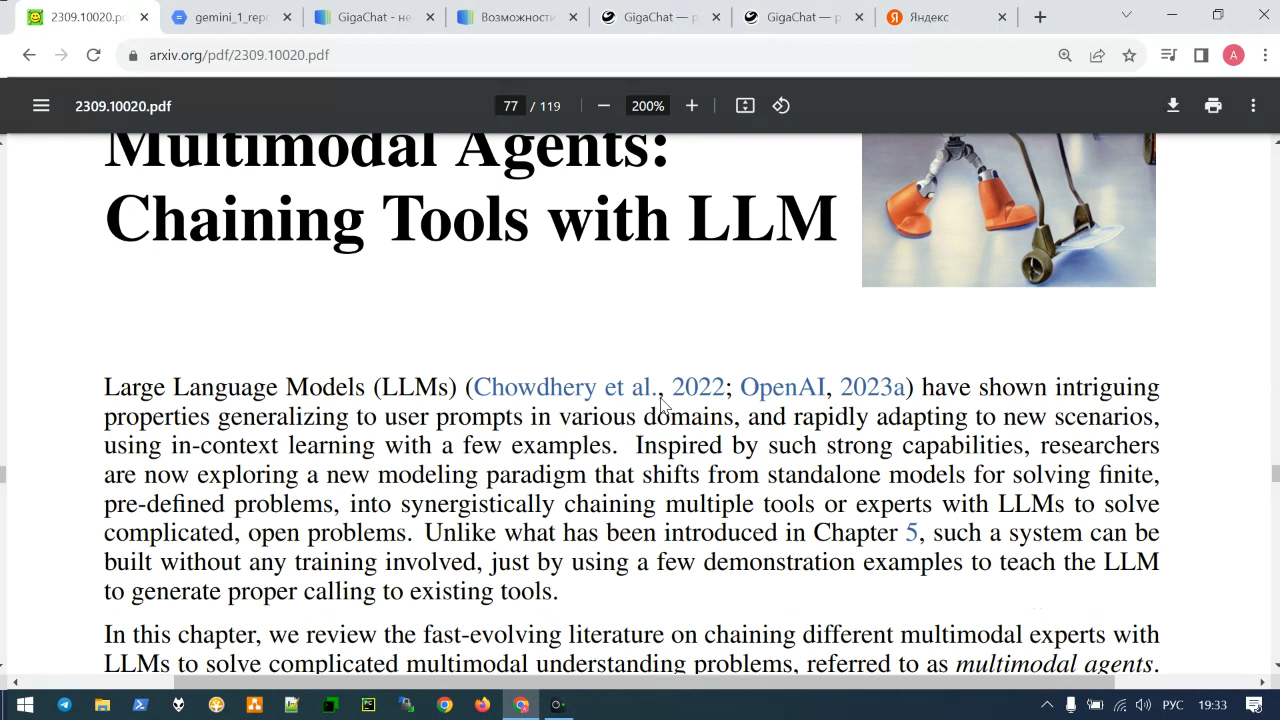 2309.10020.pdf
gemini_1_repo
GigaChat - не
Возможности
GigaChat — р
GigaChat — р
Яндекс
arxiv.org/pdf/2309.10020.pdf
A
2309.10020.pdf
77 / 119
200%
Multimodal Agents:
Chaining Tools with LLM
Large Language Models (LLMs) (Chowdhery et al., 2022; OpenAI, 2023a) have shown intriguing
properties generalizing to user prompts in various domains, and rapidly adapting to new scenarios,
using in-context learning with a few examples. Inspired by such strong capabilities, researchers
are now exploring a new modeling paradigm that shifts from standalone models for solving finite,
pre-defined problems, into synergistically chaining multiple tools or experts with LLMs to solve
complicated, open problems. Unlike what has been introduced in Chapter 5, such a system can be
built without any training involved, just by using a few demonstration examples to teach the LLM
to generate proper calling to existing tools.
In this chapter, we review the fast-evolving literature on chaining different multimodal experts with
LLMs to solve complicated multimodal understanding problems, referred to as multimodal agents.
РУС
19:33